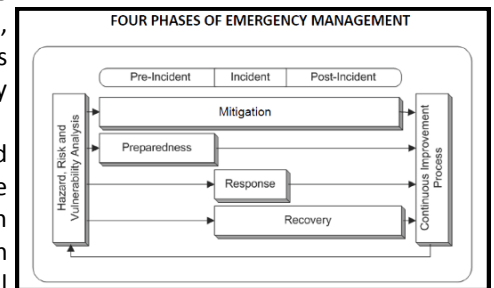 FOUR PHASES OF EMERGENCY MANAGEMENT
Pre-Incident
Incident
Post-Incident
Hazard, Risk and
Vulnerability Analysis
Mitigation
Preparedness
Response
Recovery
Continuous Improvement
Process